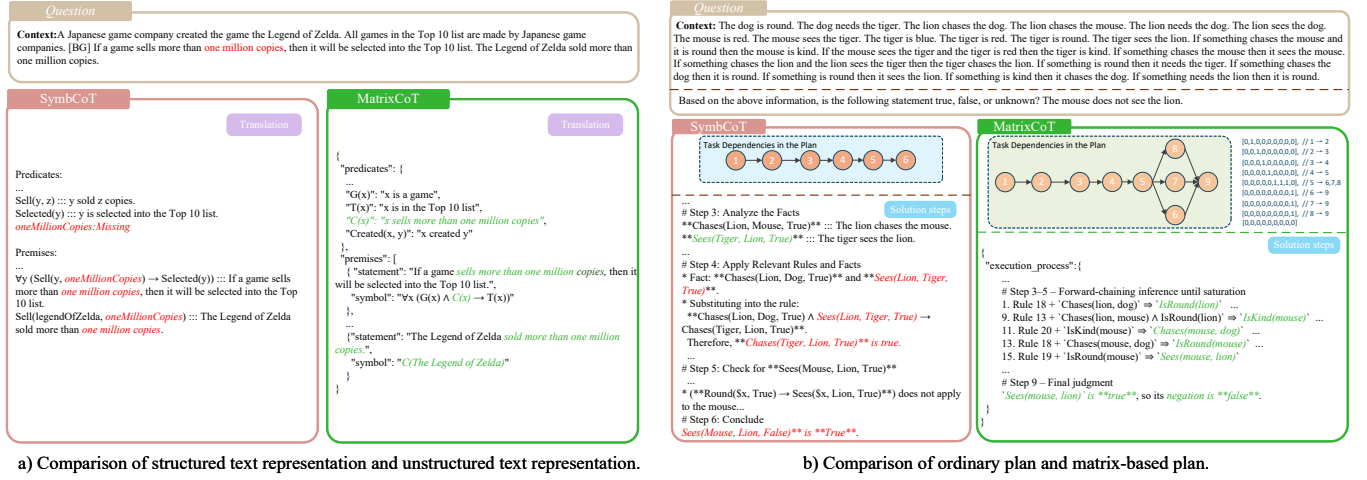 Question
Context:A Japanese game company created the game the Legend of Zelda. All games in the Top 10 list are made by Japanese game
companies. [BG] If a game sells more than one million copies, then it will be selected into the Top 10 list. The Legend of Zelda sold more than
one million copies.
SymbCoT
Translation
Predicates:
...
Sell(y, z) ::: y sold z copies.
Selected(y) ::: y is selected into the Top 10 list.
oneMillionCopies:Missing
Premises:
...
∀y (Sell(y, oneMillionCopies) → Selected(y)) ::: If a game sells
more than one million copies, then it will be selected into the Top
10 list.
Sell(legendOfZelda, oneMillionCopies) ::: The Legend of Zelda
sold more than one million copies.
MatrixCoT
Translation
{
"predicates": {
...
"G(x)": "x is a game",
"T(x)": "x is in the Top 10 list",
"C(x)": "x sells more than one million copies",
"Created(x, y)": "x created y"
},
"premises": [
{ "statement": "If a game sells more than one million copies, then it
will be selected into the Top 10 list.",
"symbol": "∀x (G(x) ∧ C(x) → T(x))"
},
...
{"statement": "The Legend of Zelda sold more than one million
copies.",
"symbol": "C(The Legend of Zelda)"
}
]
}
a) Comparison of structured text representation and unstructured text representation.
Question
Context: The dog is round. The dog needs the tiger. The lion chases the dog. The lion chases the mouse. The lion needs the dog. The lion sees the dog.
The mouse is red. The mouse sees the tiger. The tiger is blue. The tiger is red. The tiger is round. The tiger sees the lion. If something chases the mouse and
it is round then the mouse is kind. If the mouse sees the tiger and the tiger is red then the tiger is kind. If something chases the mouse then it sees the mouse.
If something chases the lion and the lion sees the tiger then the tiger chases the lion. If something is round then it needs the tiger. If something chases the
dog then it is round. If something is round then it sees the lion. If something is kind then it chases the dog. If something needs the lion then it is round.
Based on the above information, is the following statement true, false, or unknown? The mouse does not see the lion.
SymbCoT
Task Dependencies in the Plan
1 2 3 4 5 6
...
Solution steps
# Step 3: Analyze the Facts
**Chases(Lion, Mouse, True)** ::: The lion chases the mouse.
**Sees(Tiger, Lion, True)** ::: The tiger sees the lion.
...
# Step 4: Apply Relevant Rules and Facts
* Fact: **Chases(Lion, Dog, True)** and **Sees(Lion, Tiger,
True)**.
* Substituting into the rule:
**Chases(Lion, Dog, True) ∧ Sees(Lion, Tiger, True) →
Chases(Tiger, Lion, True)**.
Therefore, **Chases(Tiger, Lion, True)** is true.
...
# Step 5: Check for **Sees(Mouse, Lion, True)**
...
* (**Round($x, True) → Sees($x, Lion, True)**) does not apply
to the mouse...
# Step 6: Conclude
Sees(Mouse, Lion, False)** is **True**.
MatrixCoT
Task Dependencies in the Plan
1 2 3 4 5 6 7 8 9
[0,1,0,0,0,0,0,0,0], // 1 → 2
[0,0,1,0,0,0,0,0,0], // 2 → 3
[0,0,0,1,0,0,0,0,0], // 3 → 4
[0,0,0,0,1,0,0,0,0], // 4 → 5
[0,0,0,0,0,1,1,1,0], // 5 → 6,7,8
[0,0,0,0,0,0,0,0,1], // 6 → 9
[0,0,0,0,0,0,0,0,1], // 7 → 9
[0,0,0,0,0,0,0,0,1], // 8 → 9
[0,0,0,0,0,0,0,0,0]
Solution steps
{
"execution_process":{
...
# Step 3–5 – Forward-chaining inference until saturation
1. Rule 18 + `Chases(lion, dog)` ⇒ `IsRound(lion)` ...
9. Rule 13 + `Chases(lion, mouse) ∧ IsRound(lion)` ⇒ `IsKind(mouse)` ...
11. Rule 20 + `IsKind(mouse)` ⇒ `Chases(mouse, dog)` ...
13. Rule 18 + `Chases(mouse, dog)` ⇒ `IsRound(mouse)` ...
15. Rule 19 + `IsRound(mouse)` ⇒ `Sees(mouse, lion)`
...
# Step 9 – Final judgment
`Sees(mouse, lion)` is **true**, so its negation is **false**.
}
}
b) Comparison of ordinary plan and matrix-based plan.